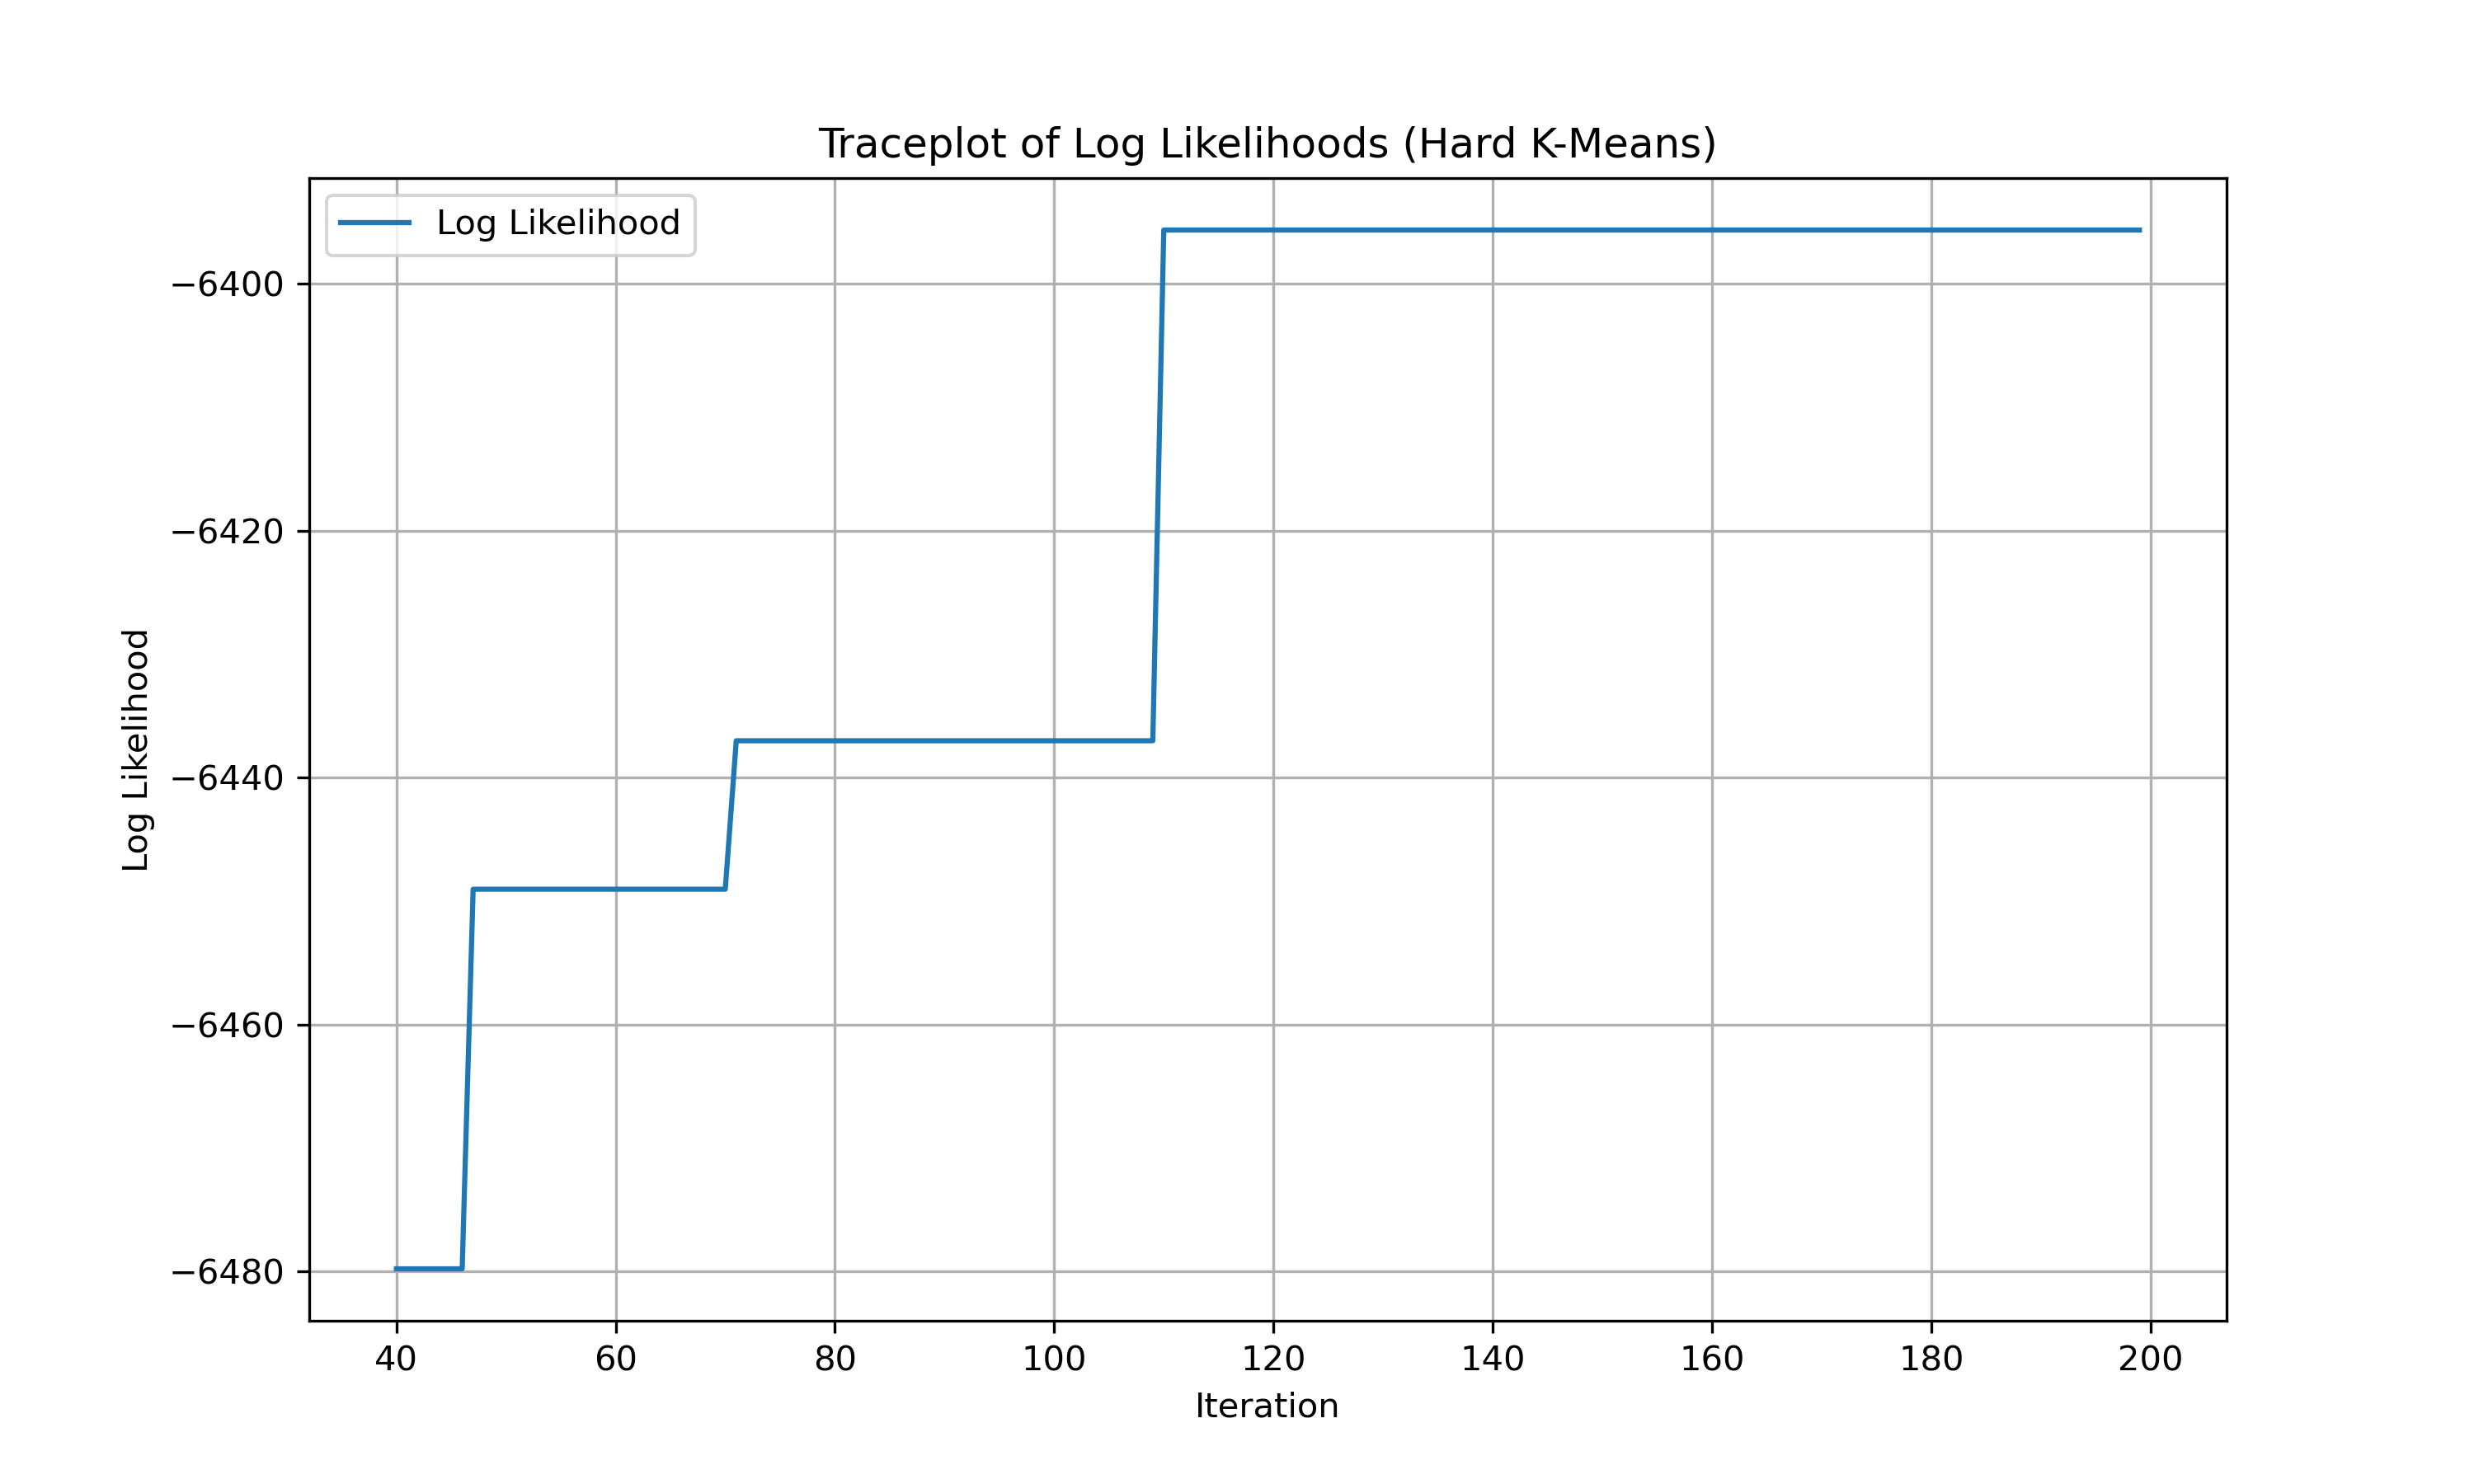 Traceplot of Log Likelihoods (Hard K-Means)
Log Likelihood
−6400
−6420
−6440
−6460
−6480
Log Likelihood
40 60 80 100 120 140 160 180 200
Iteration